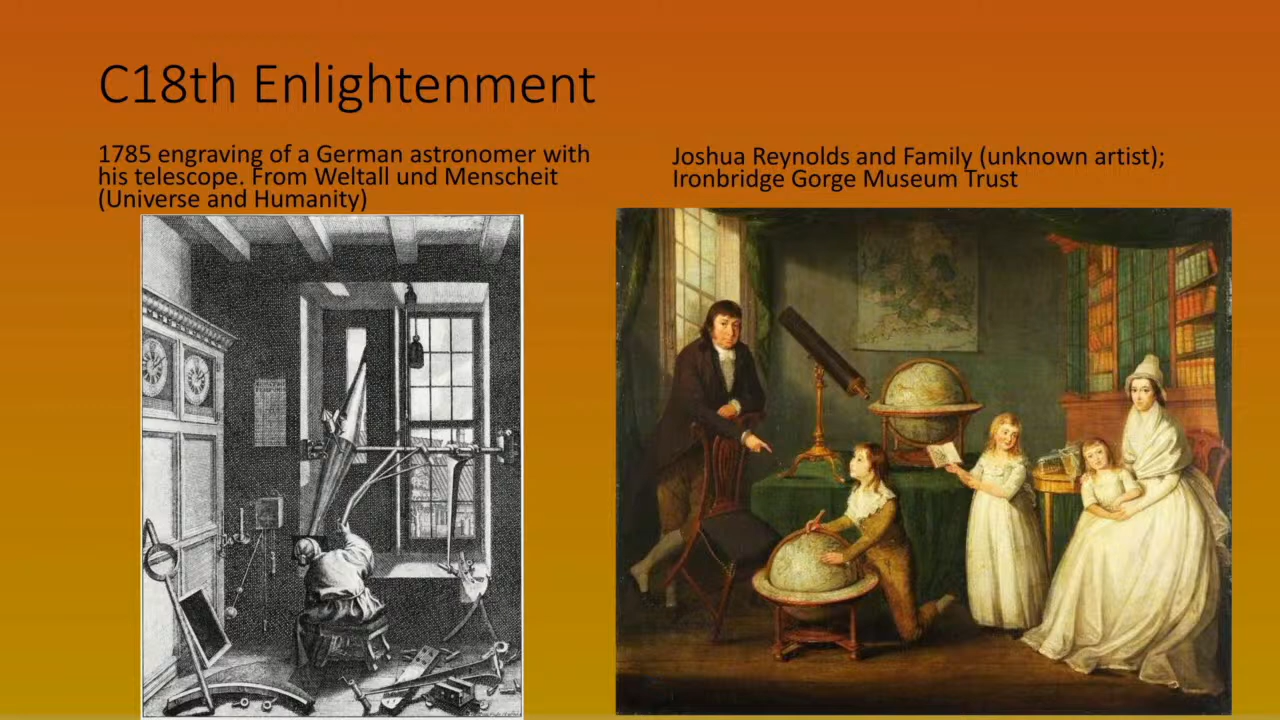 C18th Enlightenment
1785 engraving of a German astronomer with
his telescope. From Weltall und Menscheit
(Universe and Humanity)
Joshua Reynolds and Family (unknown artist);
Ironbridge Gorge Museum Trust